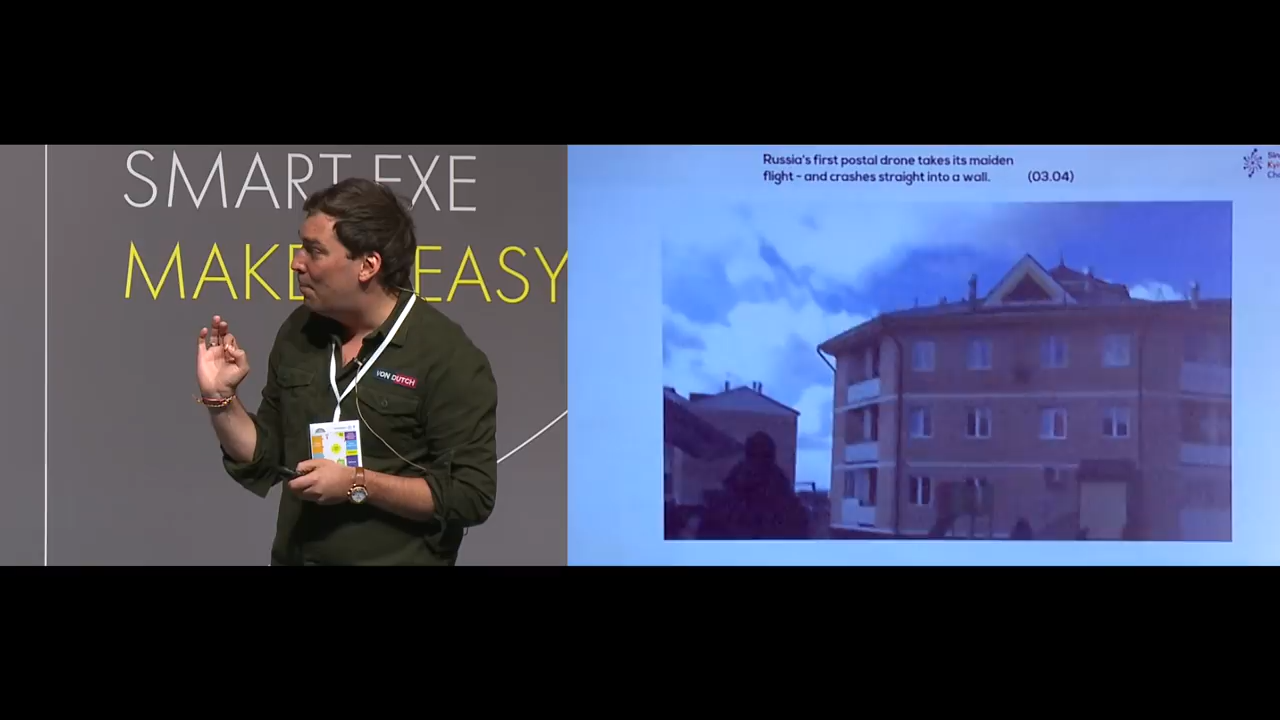 SMART EXE
MAKE EASY
VON DUTCH
Russia's first postal drone takes its maiden
flight - and crashes straight into a wall. (03.04)